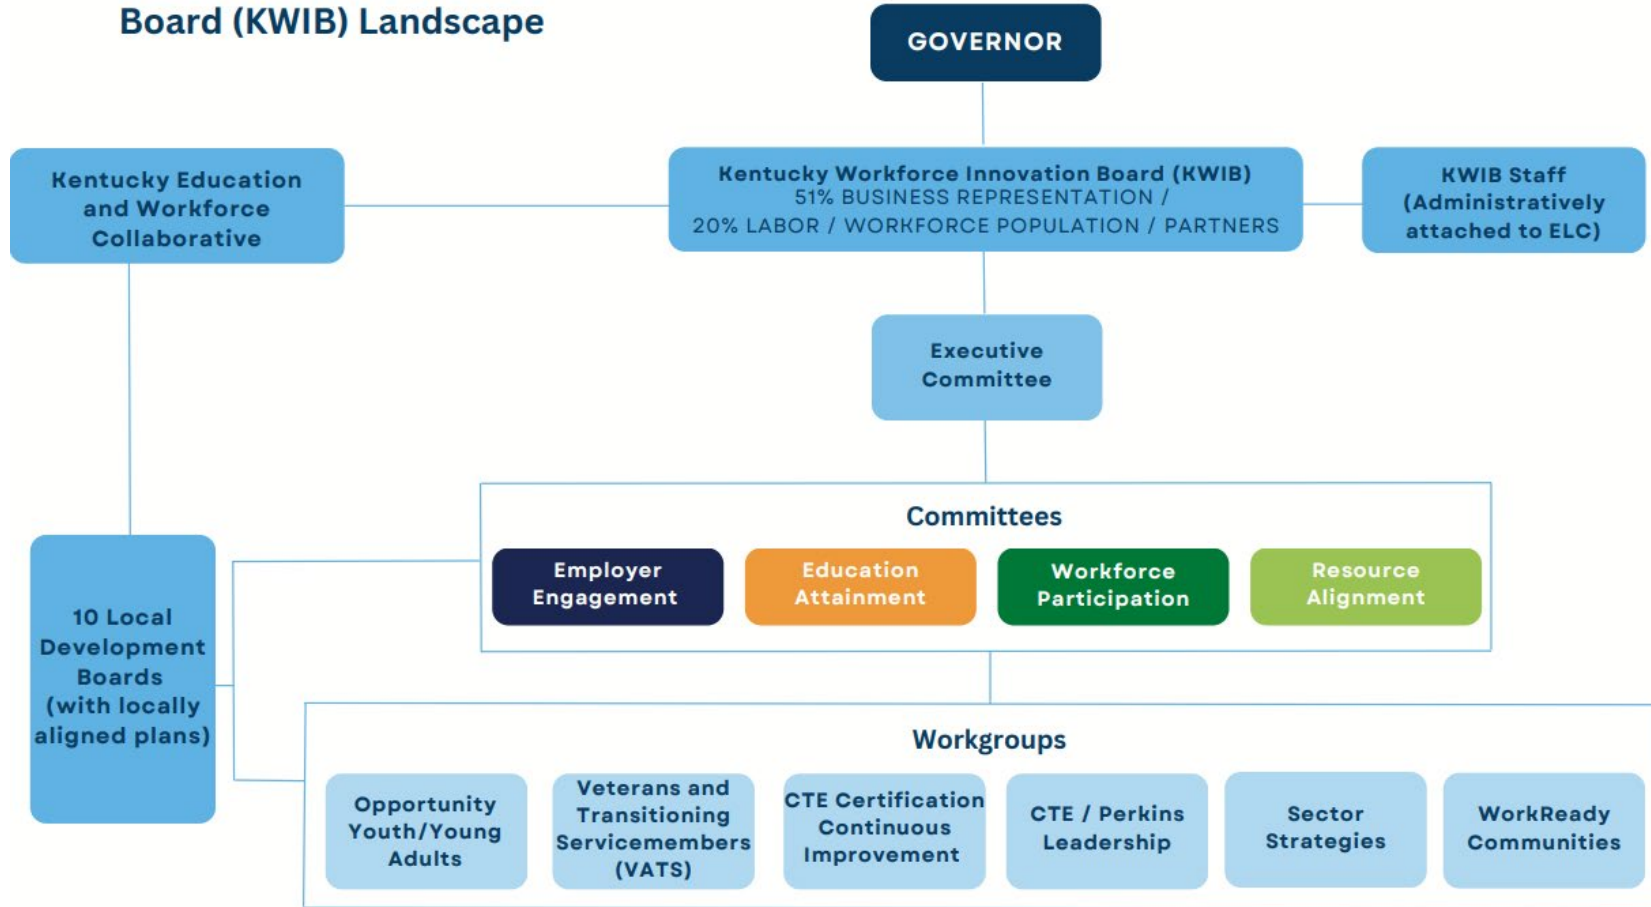 Board (KWIB) Landscape
GOVERNOR
Kentucky Education
and Workforce
Collaborative
Kentucky Workforce Innovation Board (KWIB)
51% BUSINESS REPRESENTATION /
20% LABOR / WORKFORCE POPULATION / PARTNERS
KWIB Staff
(Administratively
attached to ELC)
Executive
Committee
Committees
Employer
Engagement
Education
Attainment
Workforce
Participation
Resource
Alignment
10 Local
Development
Boards
(with locally
aligned plans)
Workgroups
Opportunity
Youth/Young
Adults
Veterans and
Transitioning
Servicemembers
(VATS)
CTE Certification
Continuous
Improvement
CTE / Perkins
Leadership
Sector
Strategies
WorkReady
Communities